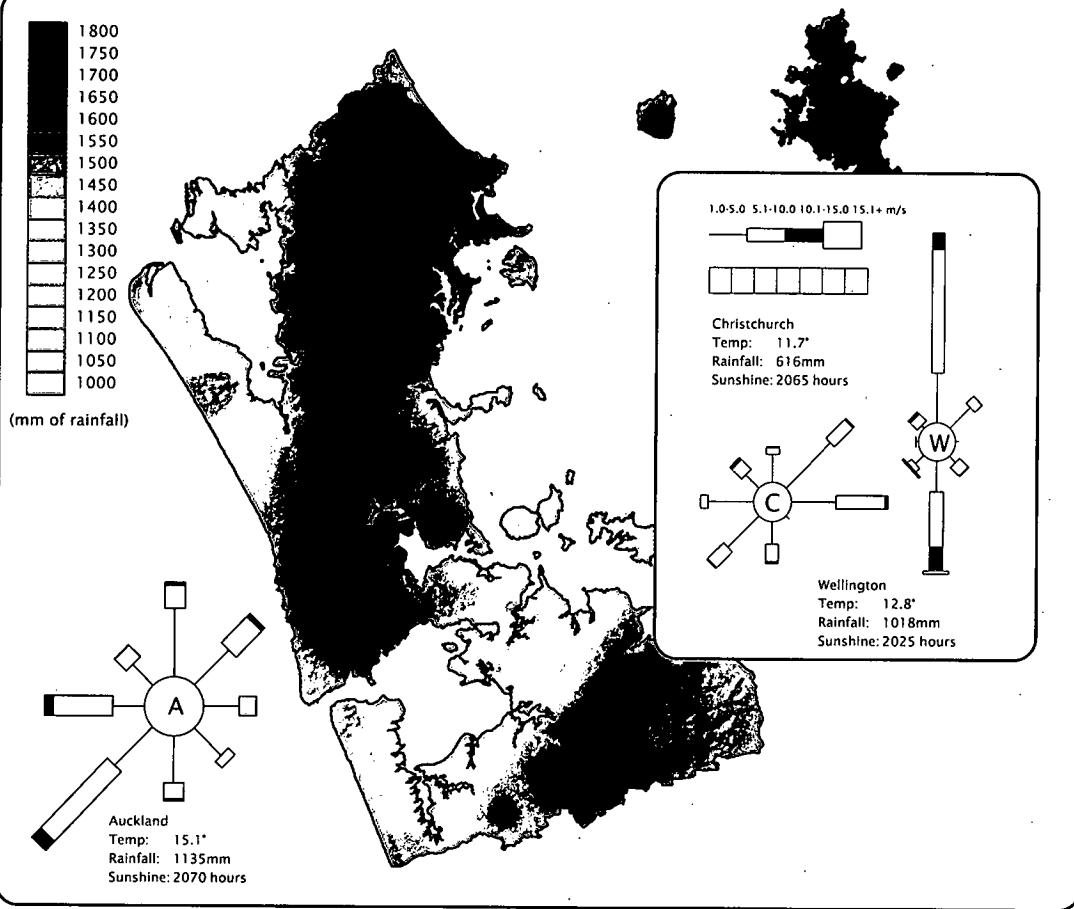 1800
1750
1700
1650
1600
1550
1500
1450
1400
1350
1300
1250
1200
1150
1100
1050
1000
(mm of rainfall)
1.0-5.0 5.1-10.0 10.1-15.0 15.1+ m/s
Christchurch
Temp: 11.7°
Rainfall: 616mm
Sunshine: 2065 hours
W
C
Wellington
Temp: 12.8°
Rainfall: 1018mm
Sunshine: 2025 hours
A
Auckland
Temp: 15.1°
Rainfall: 1135mm
Sunshine: 2070 hours